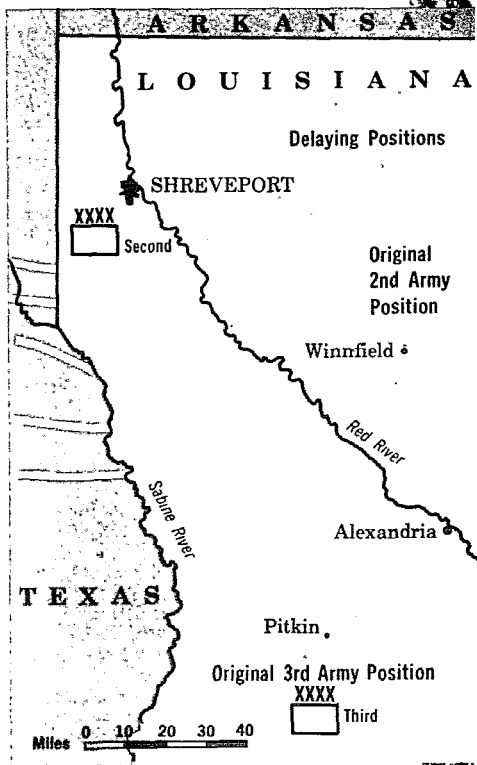 ARKANSAS
LOUISIANA
Delaying Positions
SHREVEPORT
XXXX
Second
Original
2nd Army
Position
Winnfield
Red River
Sabine River
Alexandria
TEXAS
Pitkin
Original 3rd Army Position
XXXX
Third
Miles 0 10 20 30 40